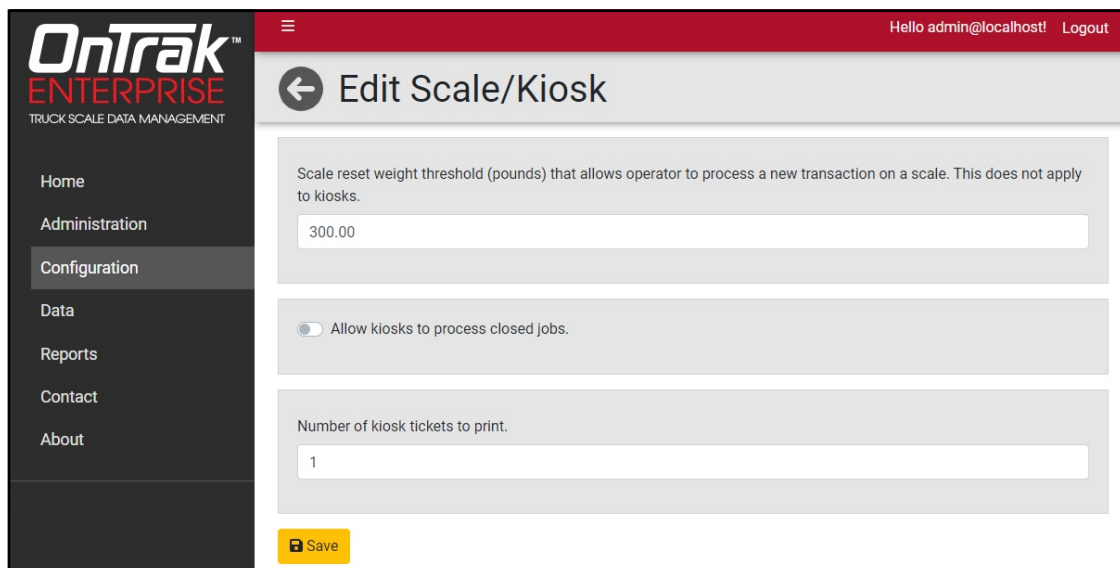 OnTrak™
ENTERPRISE
TRUCK SCALE DATA MANAGEMENT
Home
Administration
Configuration
Data
Reports
Contact
About
Hello admin@localhost! Logout
Edit Scale/Kiosk
Scale reset weight threshold (pounds) that allows operator to process a new transaction on a scale. This does not apply
to kiosks.
300.00
Allow kiosks to process closed jobs.
Number of kiosk tickets to print.
1
Save